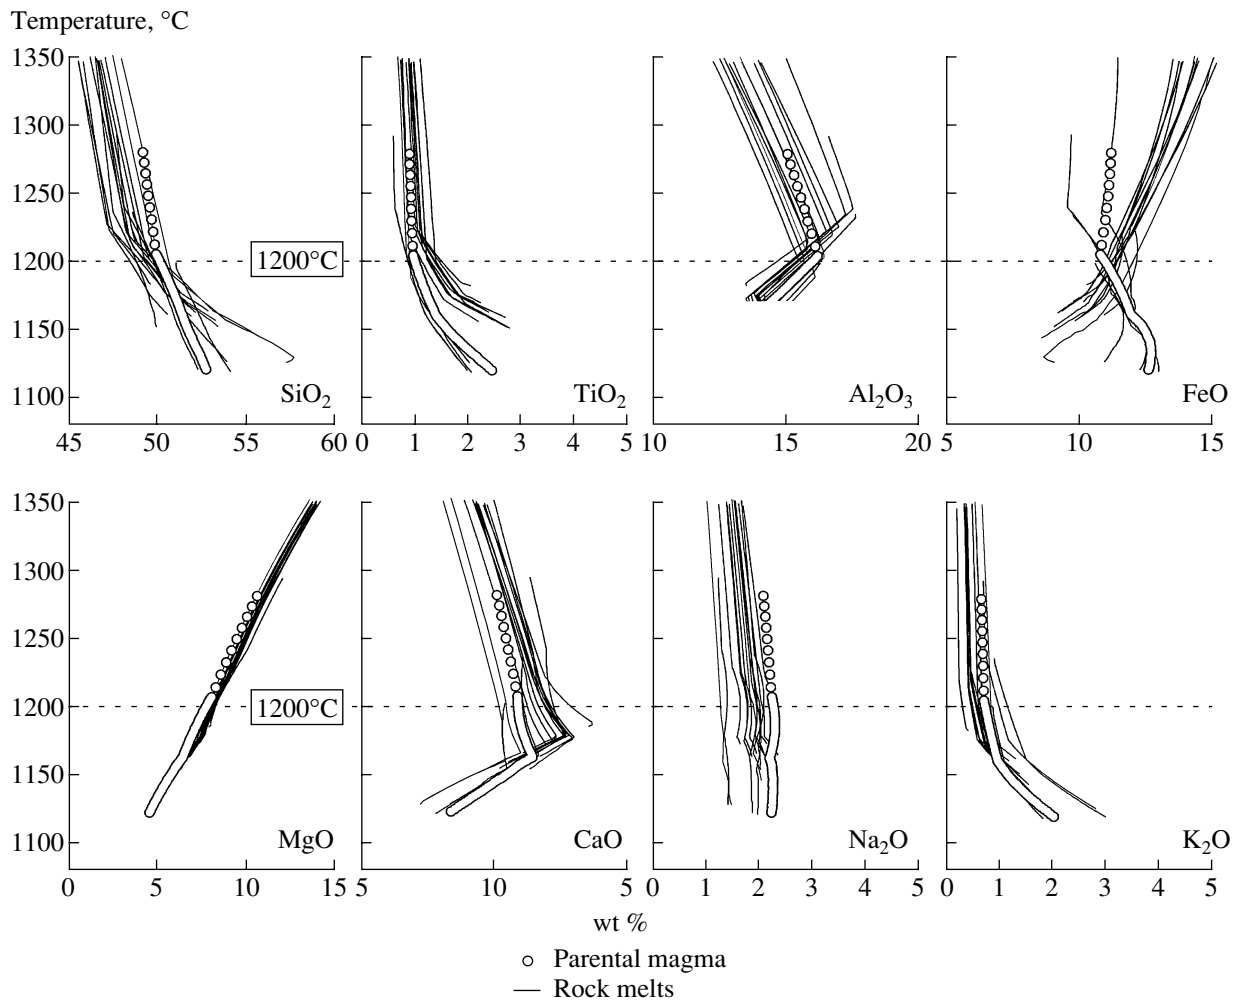 Temperature, °C
1350
1300
1250
1200
1150
1100
1200°C
SiO2
TiO2
Al2O3
FeO
45 50 55 60 0 1 2 3 4 5 10 15 20 5 10 15
1350
1300
1250
1200
1150
1100
1200°C
MgO
CaO
Na2O
K2O
0 5 10 15 10 5 0 1 2 3 4 5 0 1 2 3 4 5
wt %
Parental magma
Rock melts